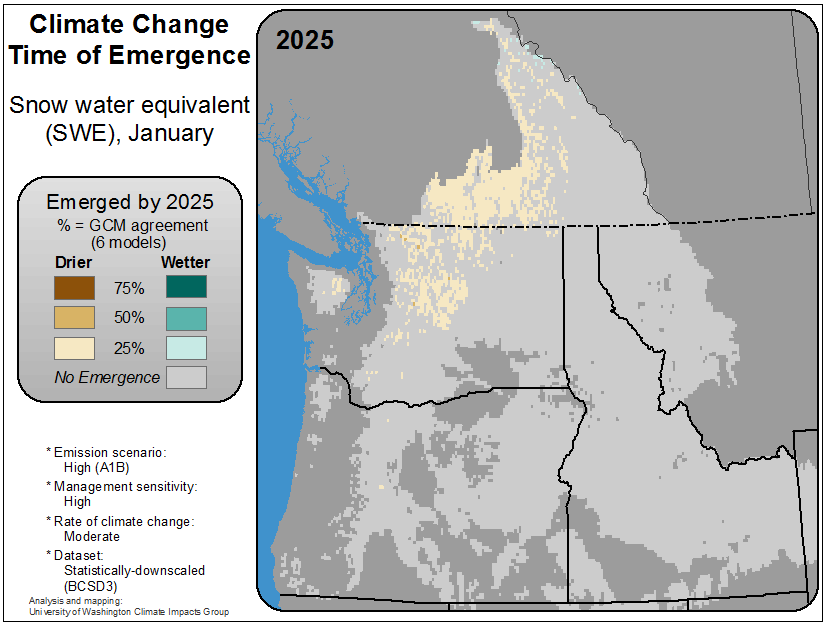 Climate Change
Time of Emergence
Snow water equivalent
(SWE), January
Emerged by 2025
% = GCM agreement
(6 models)
Drier Wetter
75%
50%
25%
No Emergence
* Emission scenario:
High (A1B)
* Management sensitivity:
High
* Rate of climate change:
Moderate
* Dataset:
Statistically-downscaled
(BCSD3)
Analysis and mapping:
University of Washington Climate Impacts Group
2025